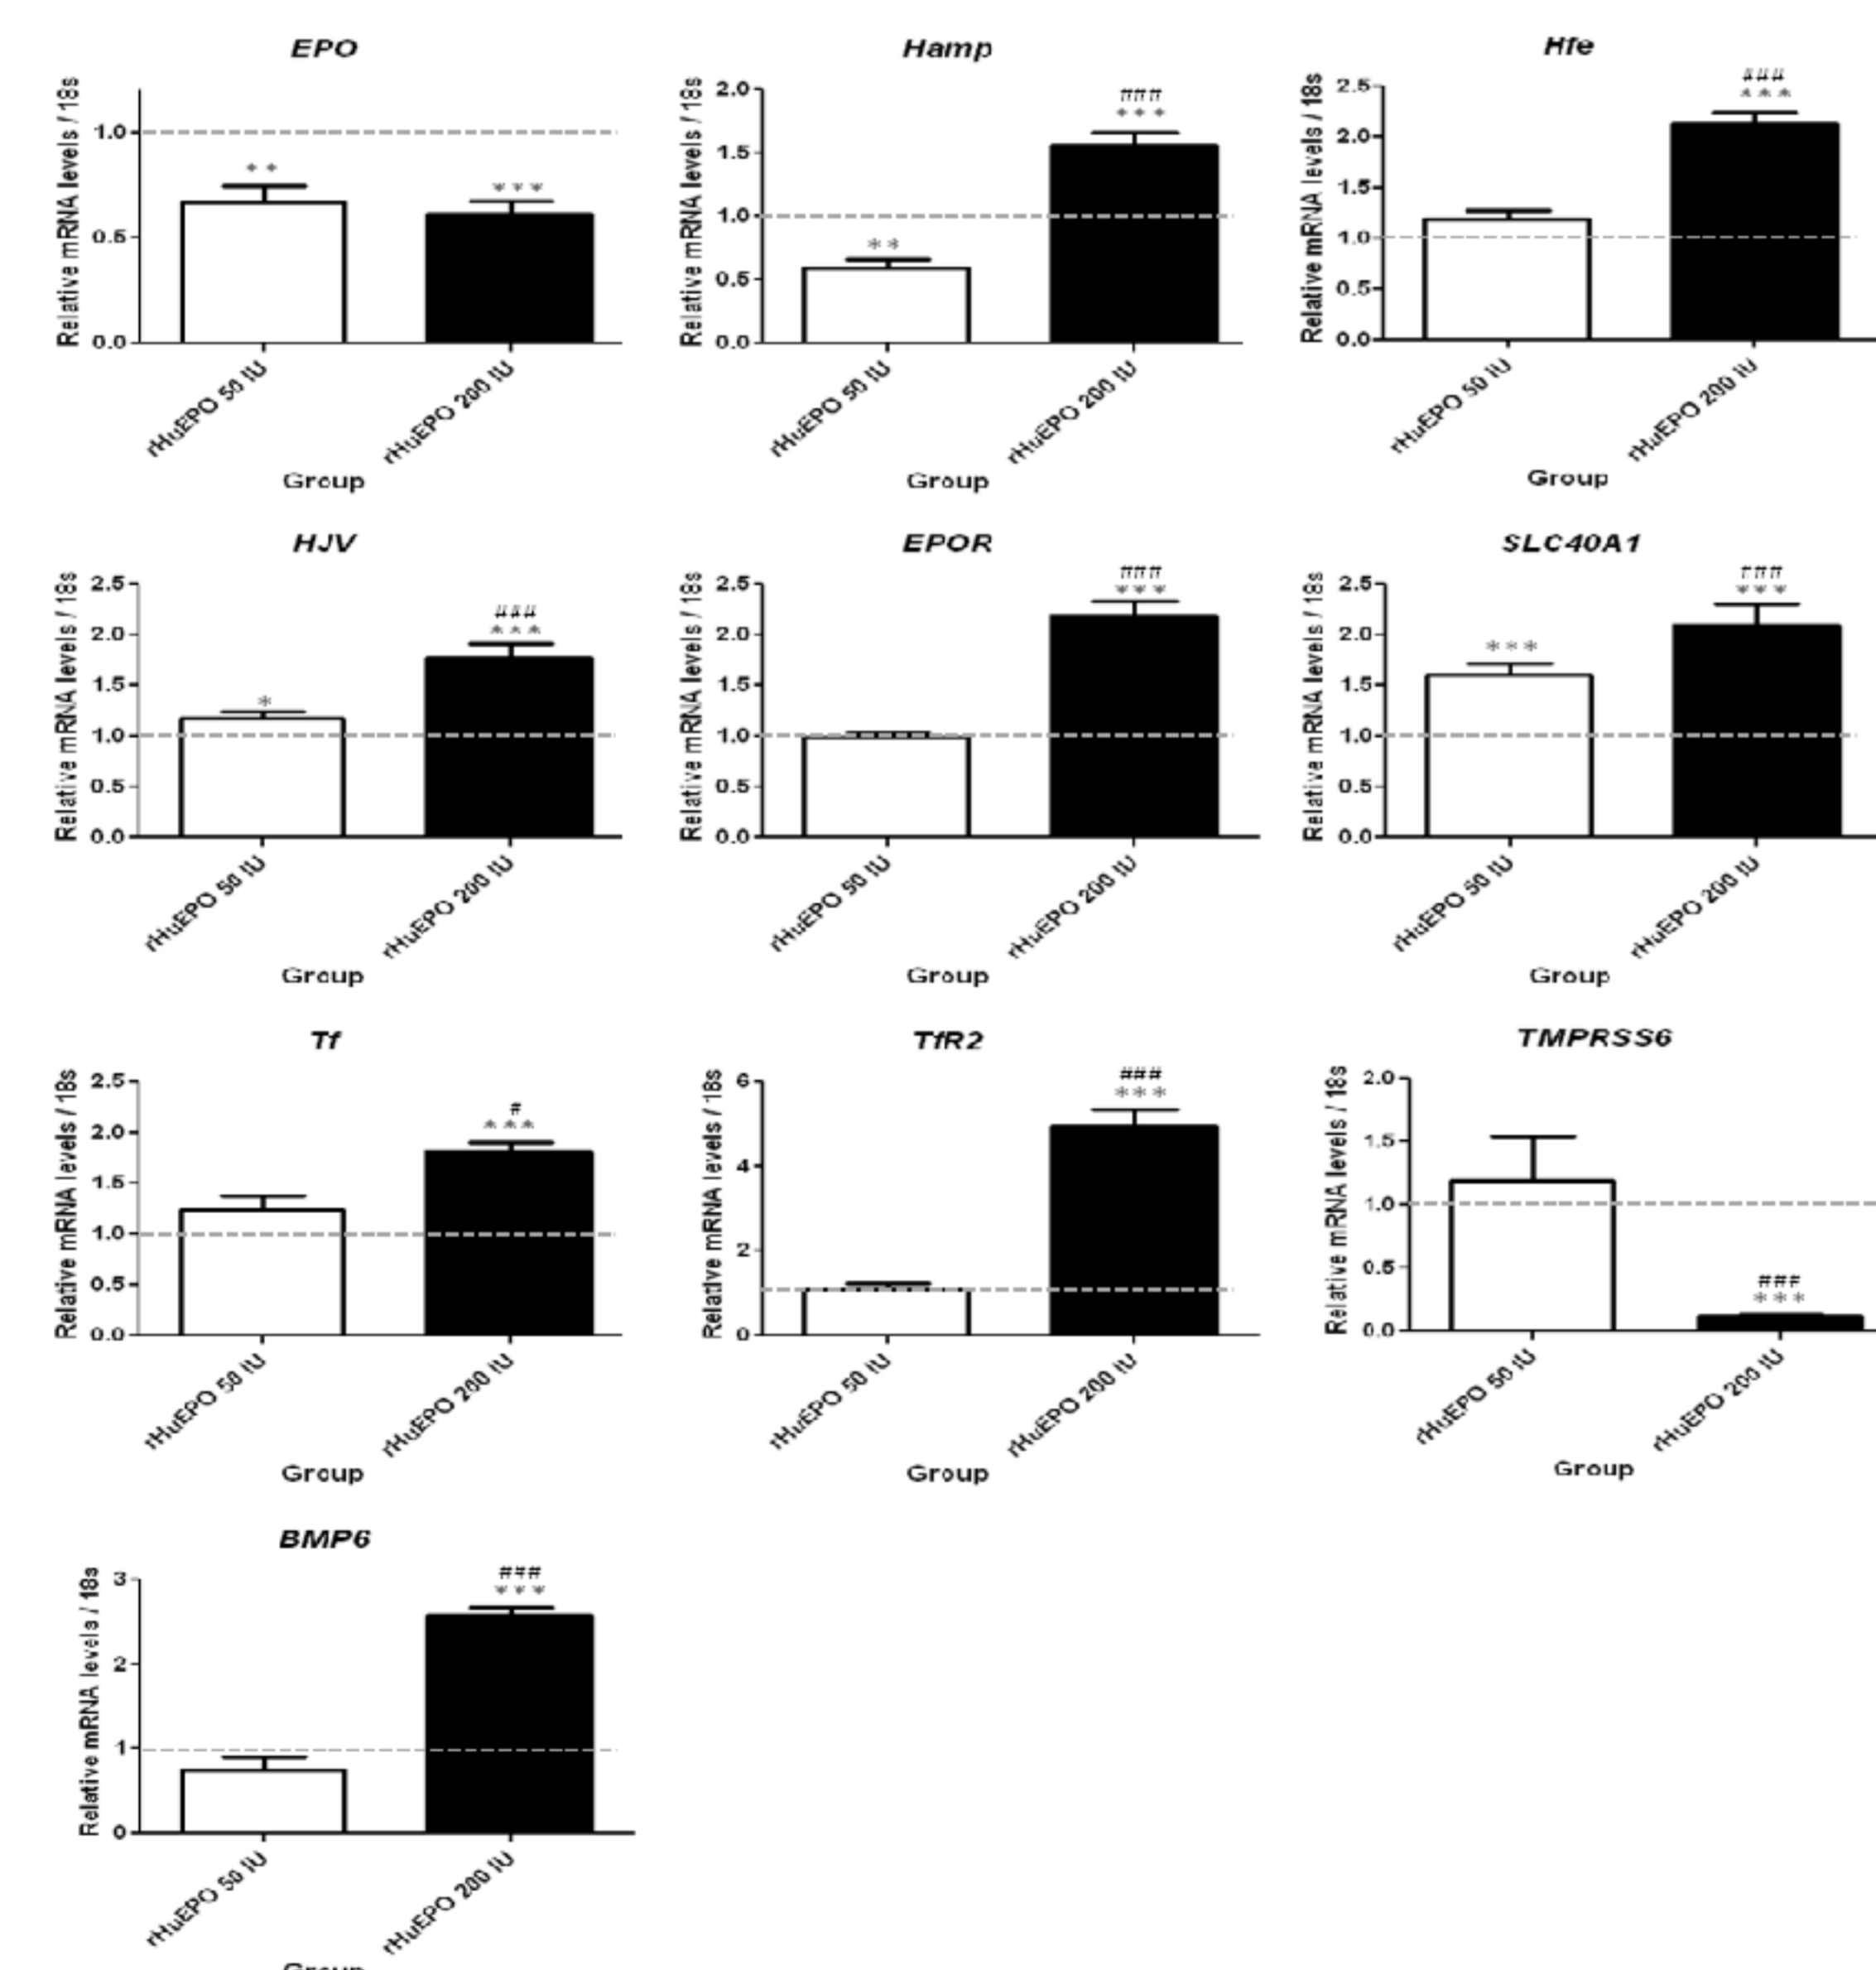 EPO
Relative mRNA levels / 18s
1.0
**
***
0.5
0.0
rHuEPO 50 IU
rHuEPO 200 IU
Group
Hamp
Relative mRNA levels / 18s
2.0
###
***
1.5
1.0
**
0.5
0.0
rHuEPO 50 IU
rHuEPO 200 IU
Group
Hfe
Relative mRNA levels / 18s
2.5
###
***
2.0
1.5
1.0
0.5
0.0
rHuEPO 50 IU
rHuEPO 200 IU
Group
HJV
Relative mRNA levels / 18s
2.5
###
***
2.0
1.5
*
1.0
0.5
0.0
rHuEPO 50 IU
rHuEPO 200 IU
Group
EPOR
Relative mRNA levels / 18s
2.5
###
***
2.0
1.5
1.0
0.5
0.0
rHuEPO 50 IU
rHuEPO 200 IU
Group
SLC40A1
Relative mRNA levels / 18s
2.5
###
***
2.0
***
1.5
1.0
0.5
0.0
rHuEPO 50 IU
rHuEPO 200 IU
Group
Tf
Relative mRNA levels / 18s
2.5
#
***
2.0
1.5
1.0
0.5
0.0
rHuEPO 50 IU
rHuEPO 200 IU
Group
TfR2
Relative mRNA levels / 18s
6
###
***
4
2
0
rHuEPO 50 IU
rHuEPO 200 IU
Group
TMPRSS6
Relative mRNA levels / 18s
2.0
1.5
1.0
0.5
###
***
0.0
rHuEPO 50 IU
rHuEPO 200 IU
Group
BMP6
Relative mRNA levels / 18s
3
###
***
2
1
0
rHuEPO 50 IU
rHuEPO 200 IU